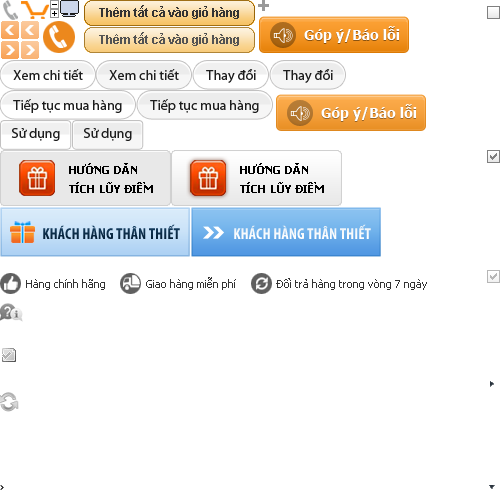 Thêm tất cả vào giỏ hàng
Thêm tất cả vào giỏ hàng
Góp ý/Báo lỗi
Xem chi tiết Xem chi tiết Thay đổi Thay đổi
Tiếp tục mua hàng Tiếp tục mua hàng Góp ý/Báo lỗi
Sử dụng Sử dụng
HƯỚNG DẪN
TÍCH LŨY ĐIỂM
HƯỚNG DẪN
TÍCH LŨY ĐIỂM
KHÁCH HÀNG THÂN THIẾT KHÁCH HÀNG THÂN THIẾT
Hàng chính hãng Giao hàng miễn phí Đổi trả hàng trong vòng 7 ngày